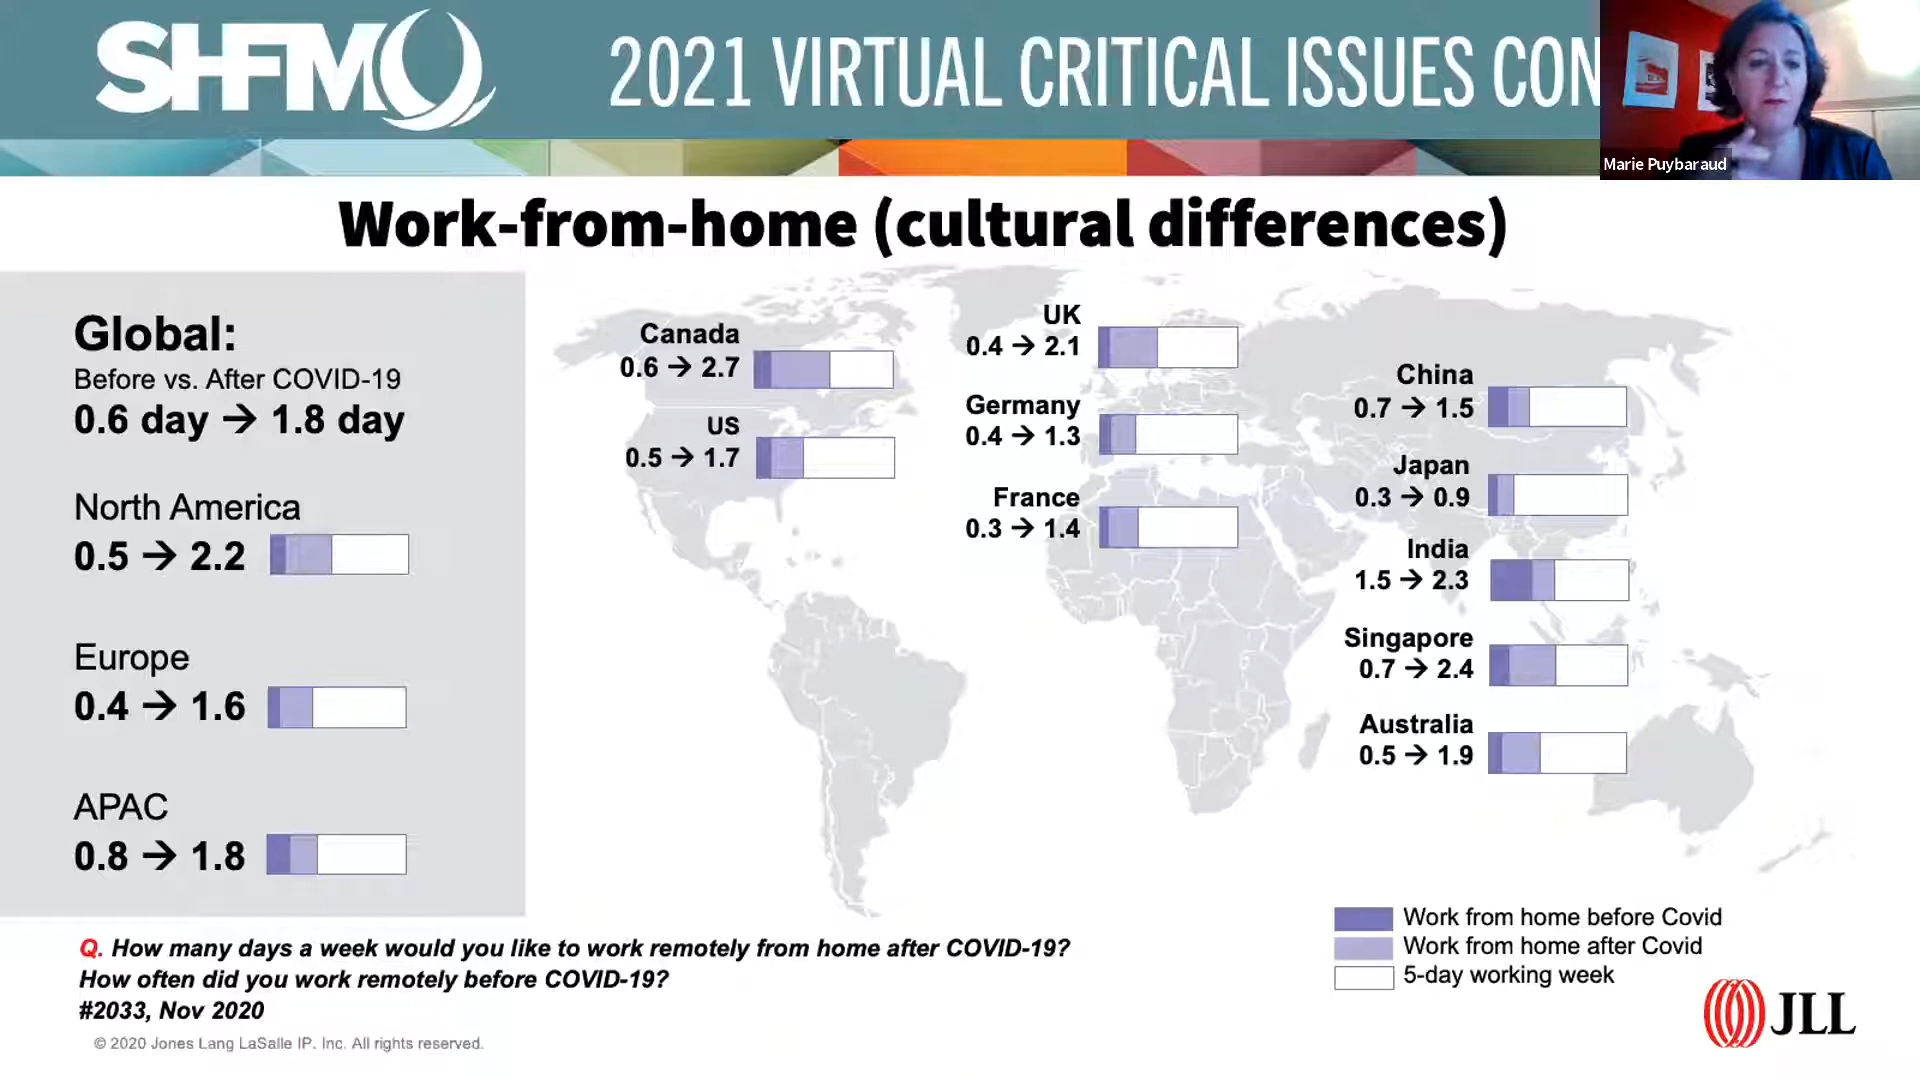 SHFM
2021 VIRTUAL CRITICAL ISSUES CON
Marie Puybaraud
Work-from-home (cultural differences)
Global:
Before vs. After COVID-19
0.6 day → 1.8 day
North America
0.5 → 2.2
Europe
0.4 → 1.6
APAC
0.8 → 1.8
Canada
0.6 → 2.7
US
0.5 → 1.7
UK
0.4 → 2.1
Germany
0.4 → 1.3
France
0.3 → 1.4
China
0.7 → 1.5
Japan
0.3 → 0.9
India
1.5 → 2.3
Singapore
0.7 → 2.4
Australia
0.5 → 1.9
Q. How many days a week would you like to work remotely from home after COVID-19?
How often did you work remotely before COVID-19?
#2033, Nov 2020
© 2020 Jones Lang LaSalle IP. Inc. All rights reserved.
Work from home before Covid
Work from home after Covid
5-day working week
JLL